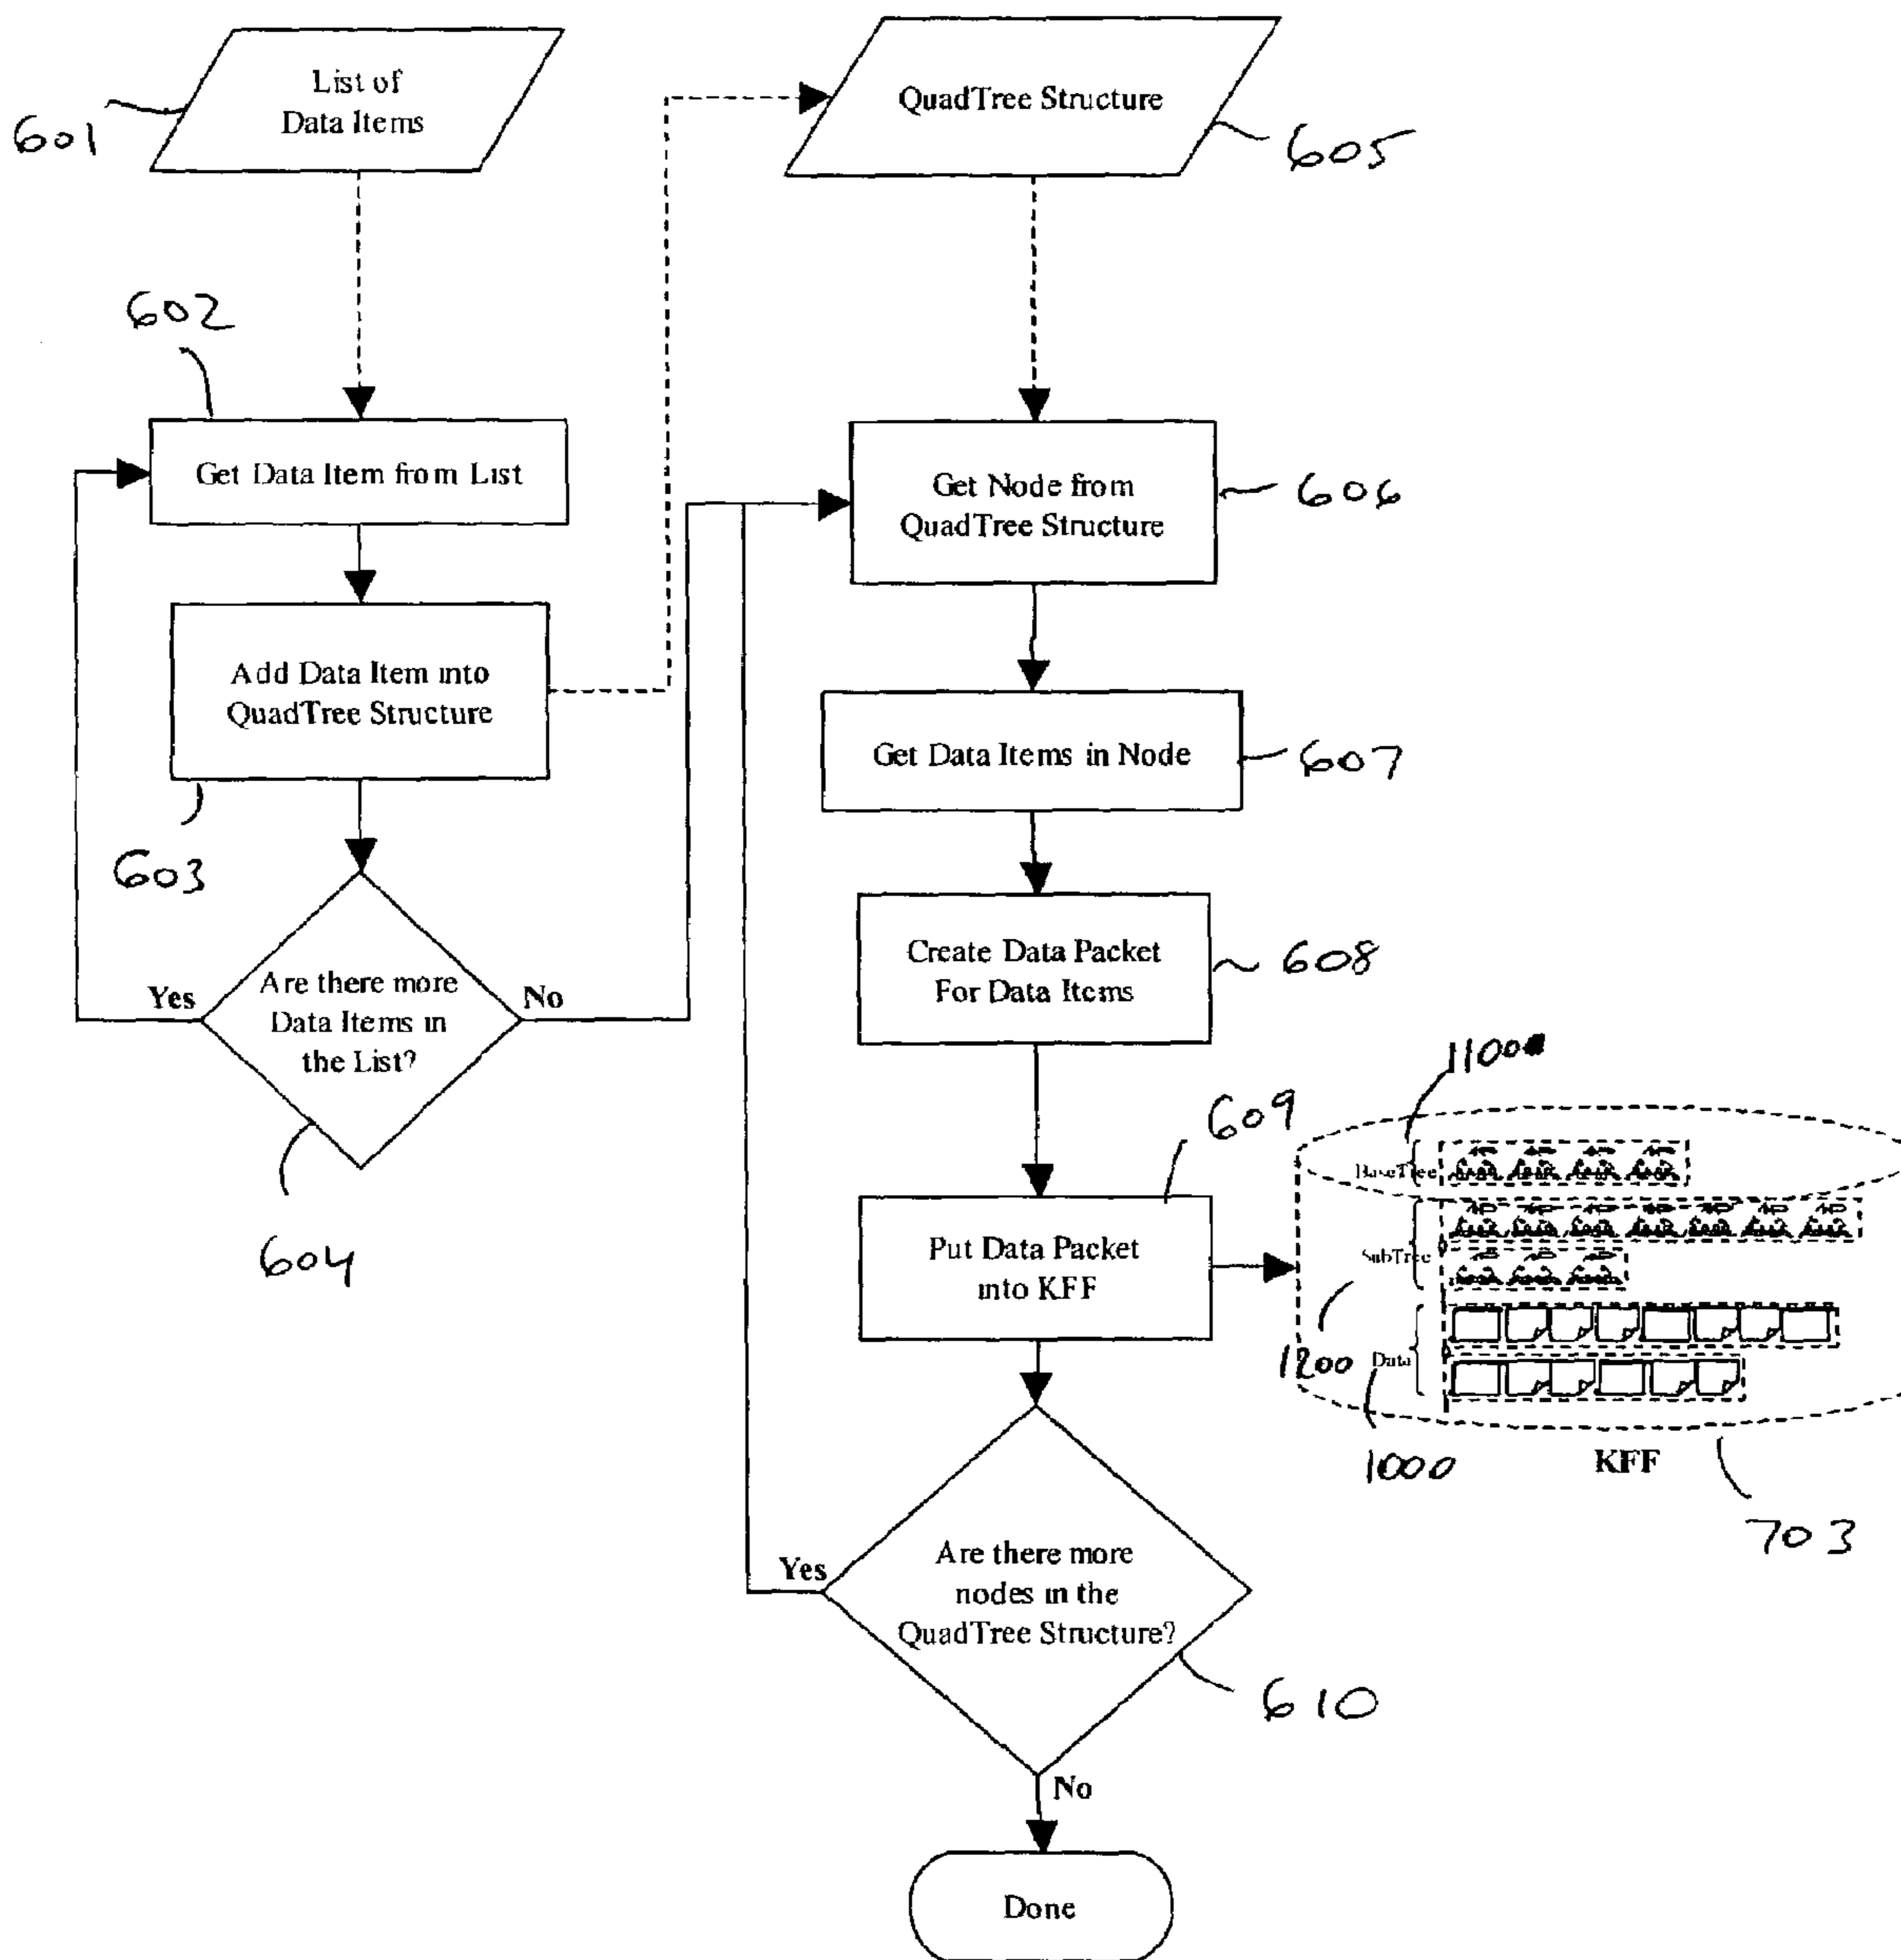 List of
Data Items
601
QuadTree Structure
605
602
Get Data Item from List
Get Node from
QuadTree Structure
606
Add Data Item into
QuadTree Structure
603
Get Data Items in Node
607
Are there more
Data Items in
the List?
Yes
No
604
Create Data Packet
For Data Items
608
609
Put Data Packet
into KFF
1100
BaseTree
SubTree
1200
Data
1000
KFF
703
Are there more
nodes in the
QuadTree Structure?
Yes
610
No
Done